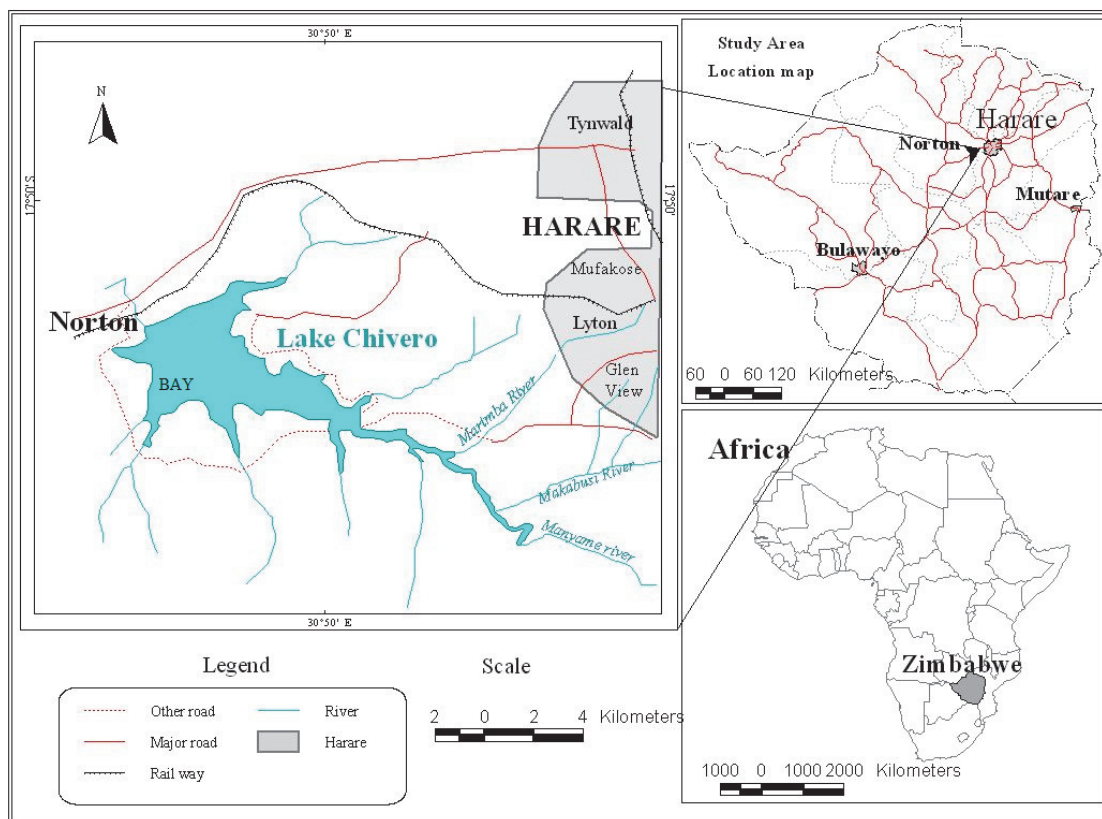 30°50' E
N
17°50'S
17°50'
Tynwald
HARARE
Mufakose
Lyton
Glen
View
Norton
Lake Chivero
BAY
Marimba River
Makabusi River
Manyame river
30°50' E
Study Area
Location map
Harare
Norton
Mutare
Bulawayo
60 0 60 120 Kilometers
Africa
Zimbabwe
1000 0 1000 2000 Kilometers
Legend
Other road
Major road
Rail way
River
Harare
Scale
2 0 2 4 Kilometers